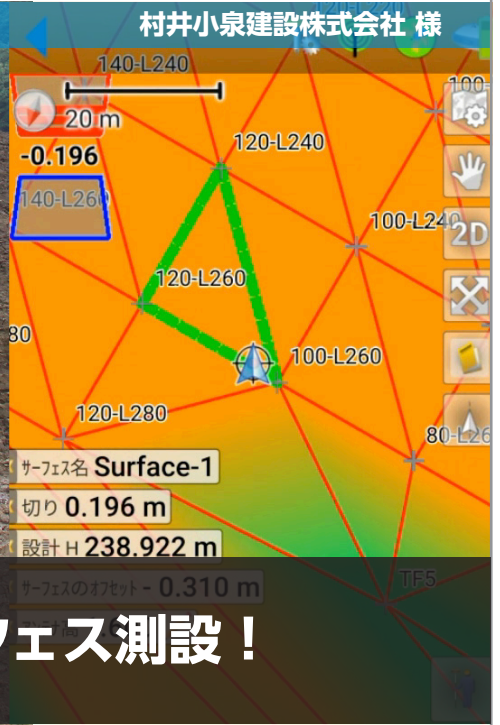 村井小泉建設株式会社 様
140-L240
20 m
-0.196
120-L240
140-L260
100-L240
2D
120-L260
80
100-L260
120-L280
80-L26
サーフェス名 Surface-1
切り 0.196 m
設計 H 238.922 m
サーフェスのオフセット - 0.310 m
TF5
フェス測設！